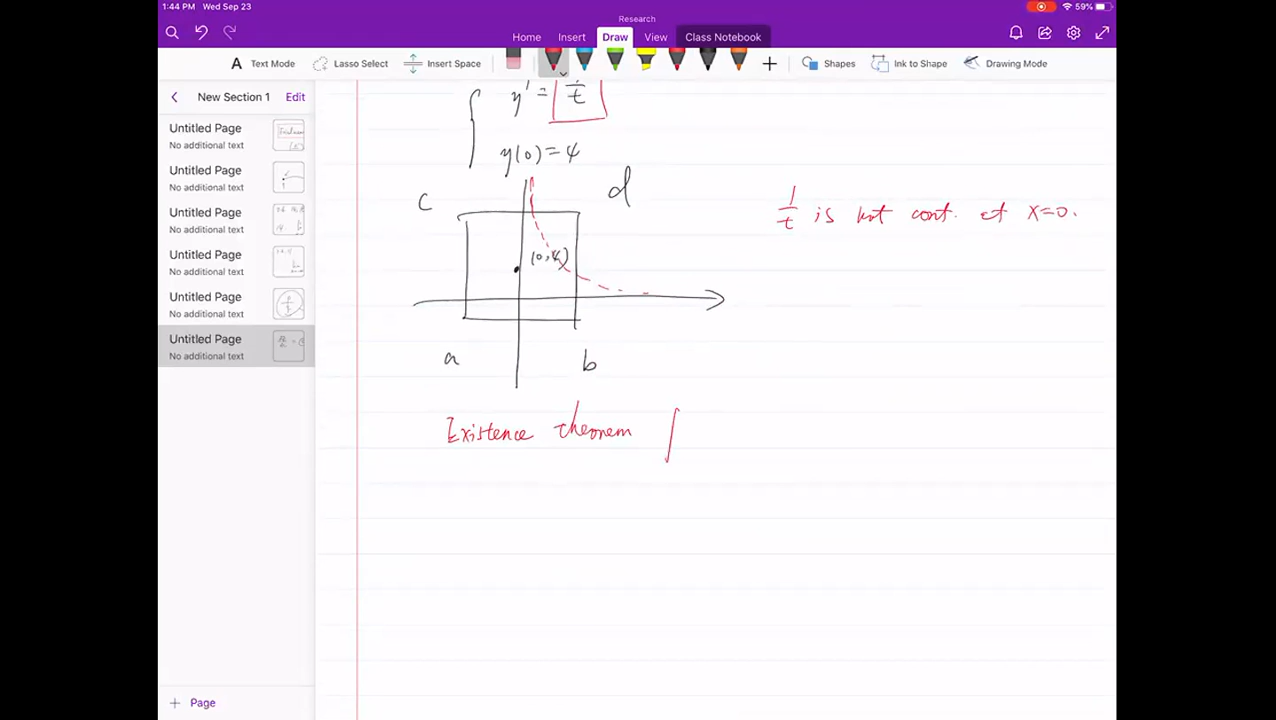 1:44 PM Wed Sep 23
59%
Research
Home Insert Draw View Class Notebook
Text Mode Lasso Select Insert Space Shapes Ink to Shape Drawing Mode
New Section 1 Edit
Untitled Page
No additional text
Untitled Page
No additional text
Untitled Page
No additional text
Untitled Page
No additional text
Untitled Page
No additional text
Untitled Page
No additional text
Page
y' = 1/t
y(0) = 4
c d
(0,4)
a b
1/t is not cont. at x=0.
Existence theorem